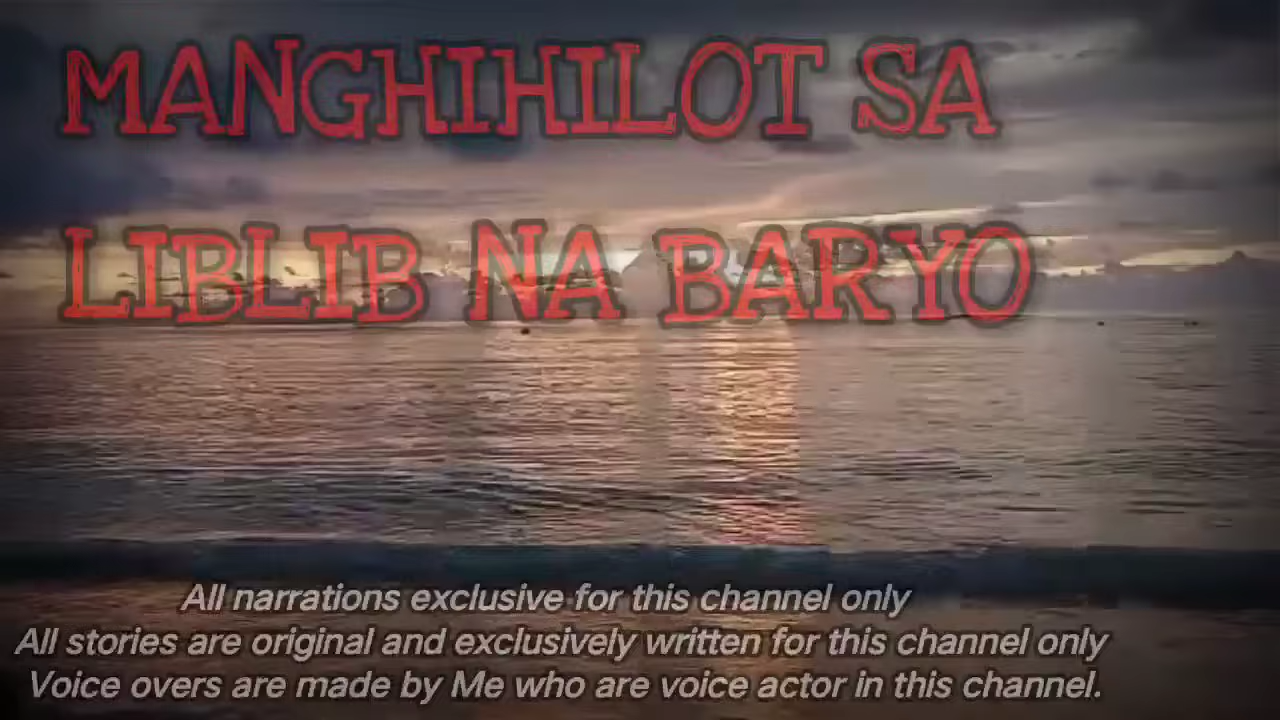 MANGHIHILOT SA
LIBLIB NA BARYO
All narrations exclusive for this channel only
All stories are original and exclusively written for this channel only
Voice overs are made by Me who are voice actor in this channel.